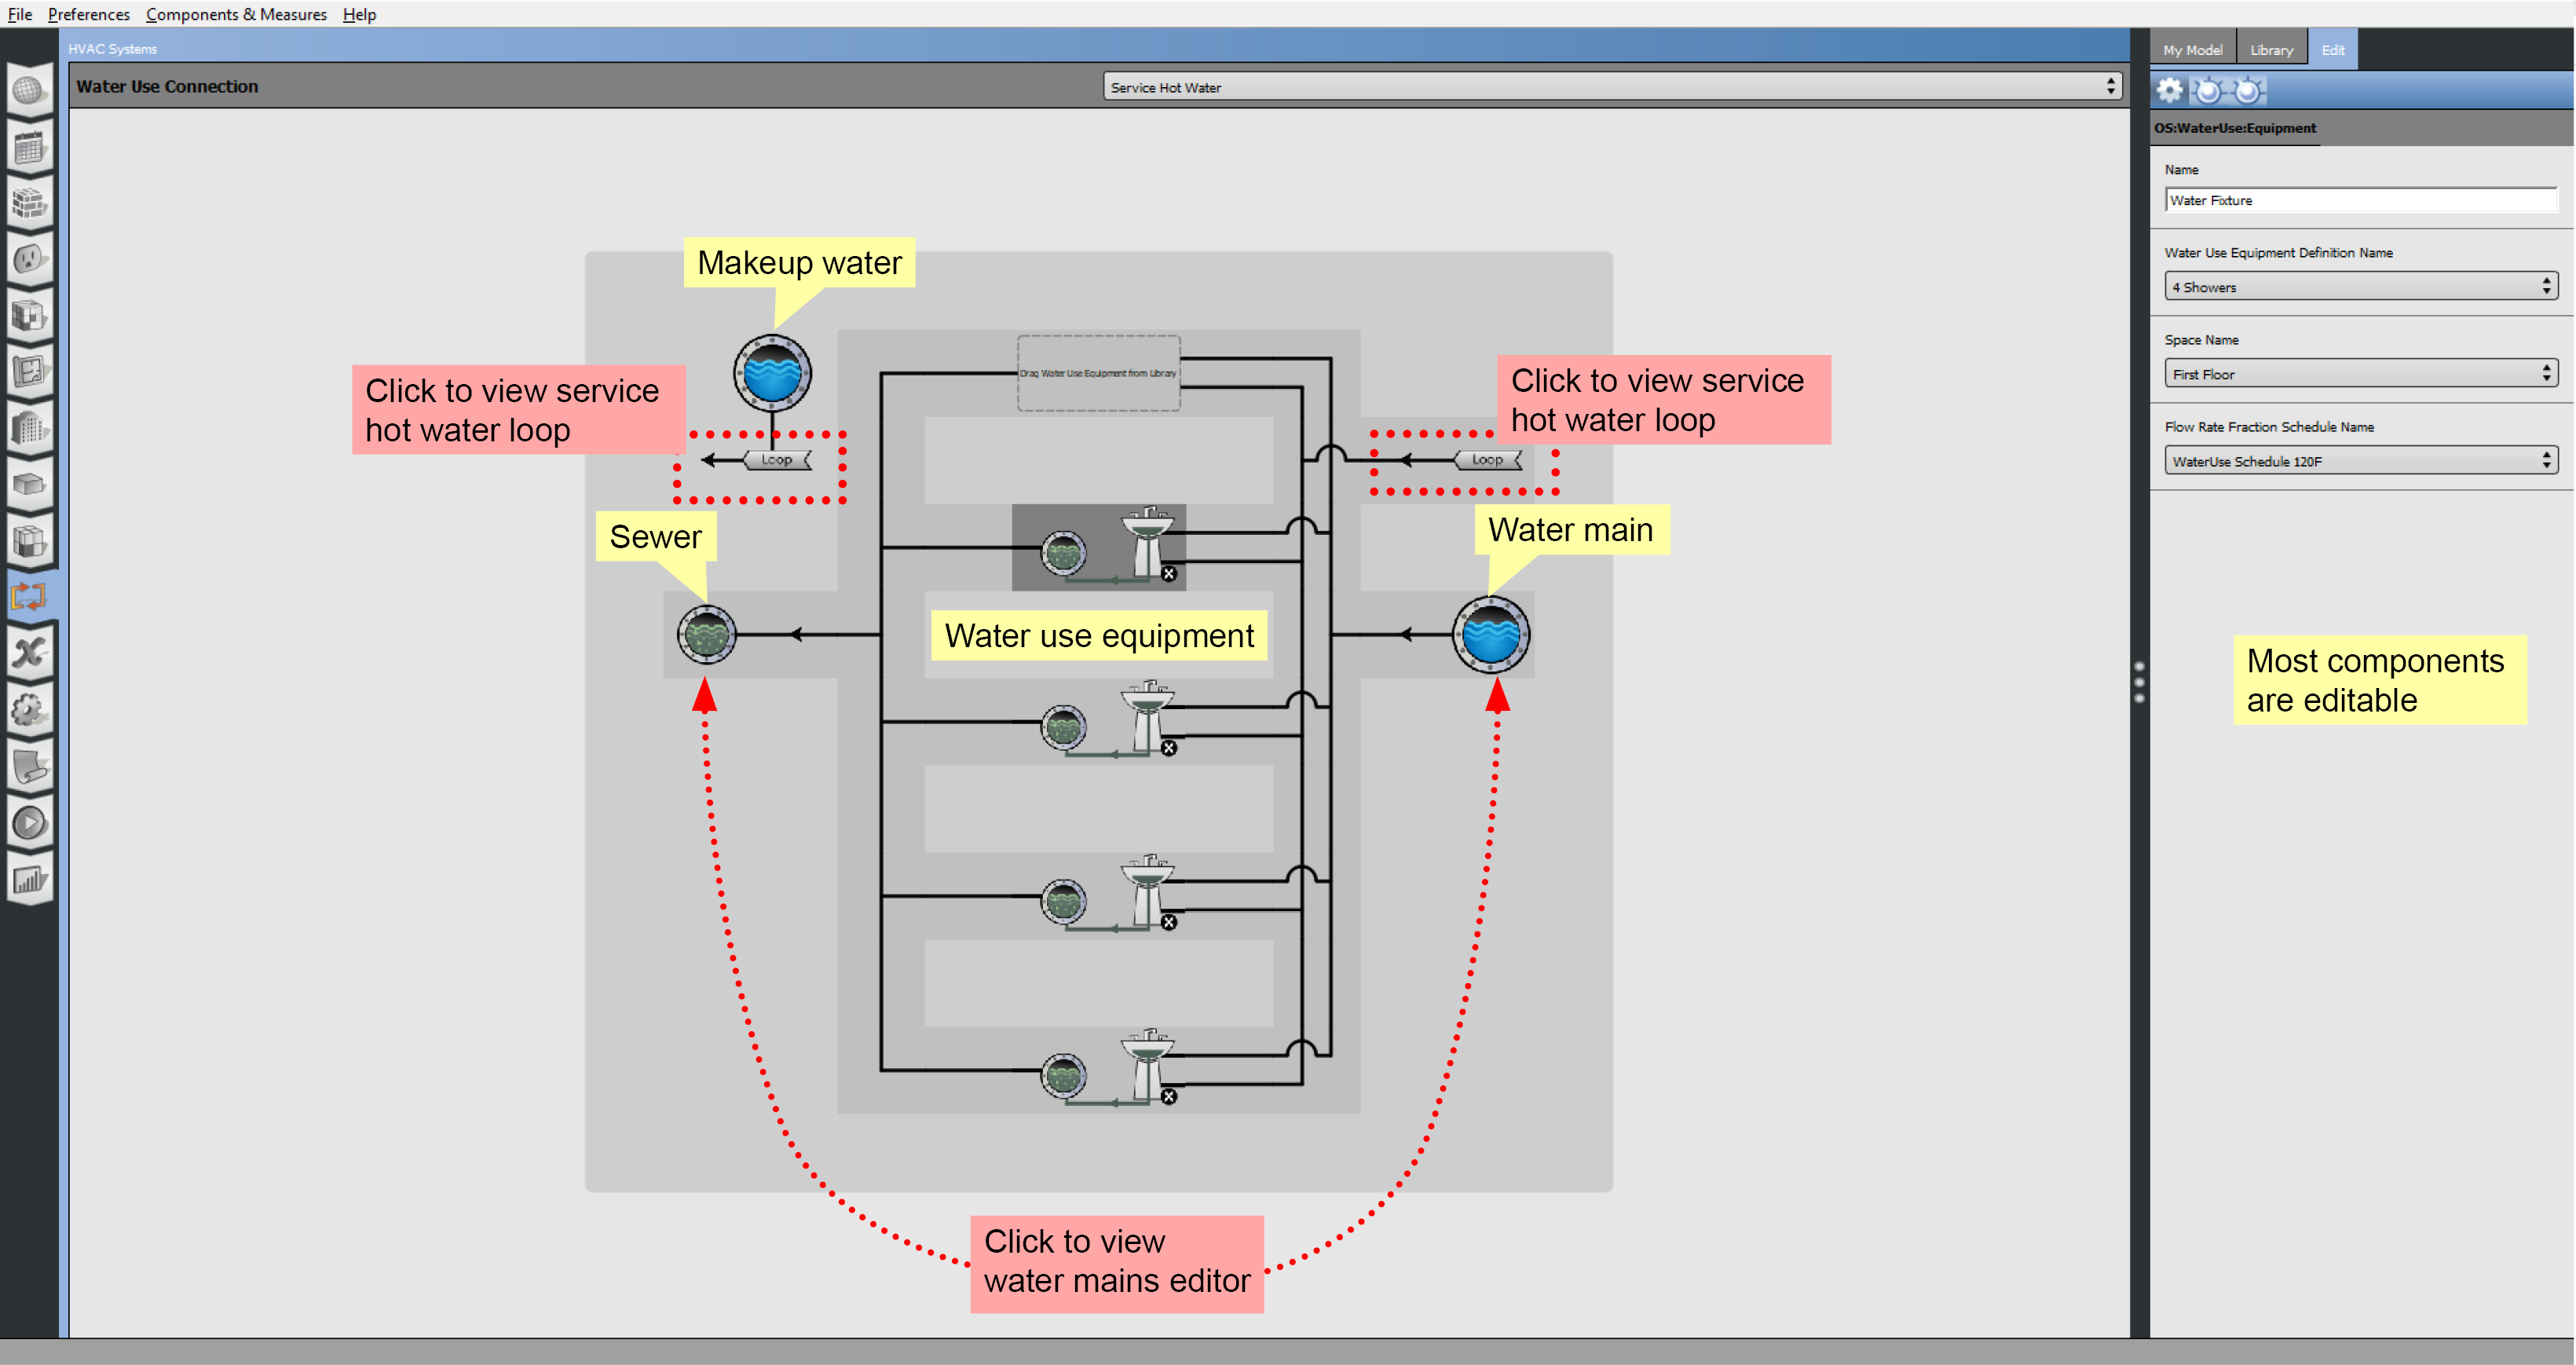 File Preferences Components & Measures Help
HVAC Systems
Water Use Connection
Service Hot Water
Makeup water
Drag Water Use Equipment from Library
Click to view service
hot water loop
Loop
Click to view service
hot water loop
Loop
Sewer
Water main
Water use equipment
Click to view
water mains editor
My Model Library Edit
OS:WaterUse:Equipment
Name
Water Fixture
Water Use Equipment Definition Name
4 Showers
Space Name
First Floor
Flow Rate Fraction Schedule Name
WaterUse Schedule 120F
Most components
are editable